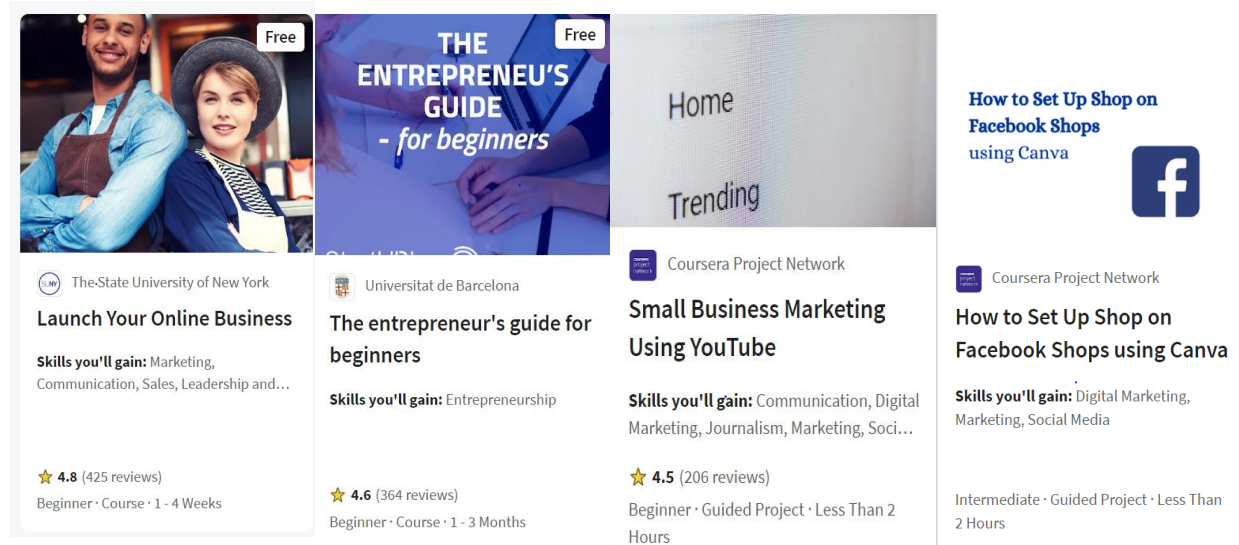 Free
The State University of New York
Launch Your Online Business
Skills you'll gain: Marketing,
Communication, Sales, Leadership and...
4.8 (425 reviews)
Beginner · Course · 1 - 4 Weeks
THE
ENTREPRENEU'S
GUIDE
- for beginners
Free
Universitat de Barcelona
The entrepreneur's guide for
beginners
Skills you'll gain: Entrepreneurship
4.6 (364 reviews)
Beginner · Course · 1 - 3 Months
Home
Trending
coursera
project
network
Coursera Project Network
Small Business Marketing
Using YouTube
Skills you'll gain: Communication, Digital
Marketing, Journalism, Marketing, Soci...
4.5 (206 reviews)
Beginner · Guided Project · Less Than 2
Hours
How to Set Up Shop on
Facebook Shops
using Canva
f
coursera
project
network
Coursera Project Network
How to Set Up Shop on
Facebook Shops using Canva
Skills you'll gain: Digital Marketing,
Marketing, Social Media
Intermediate · Guided Project · Less Than
2 Hours